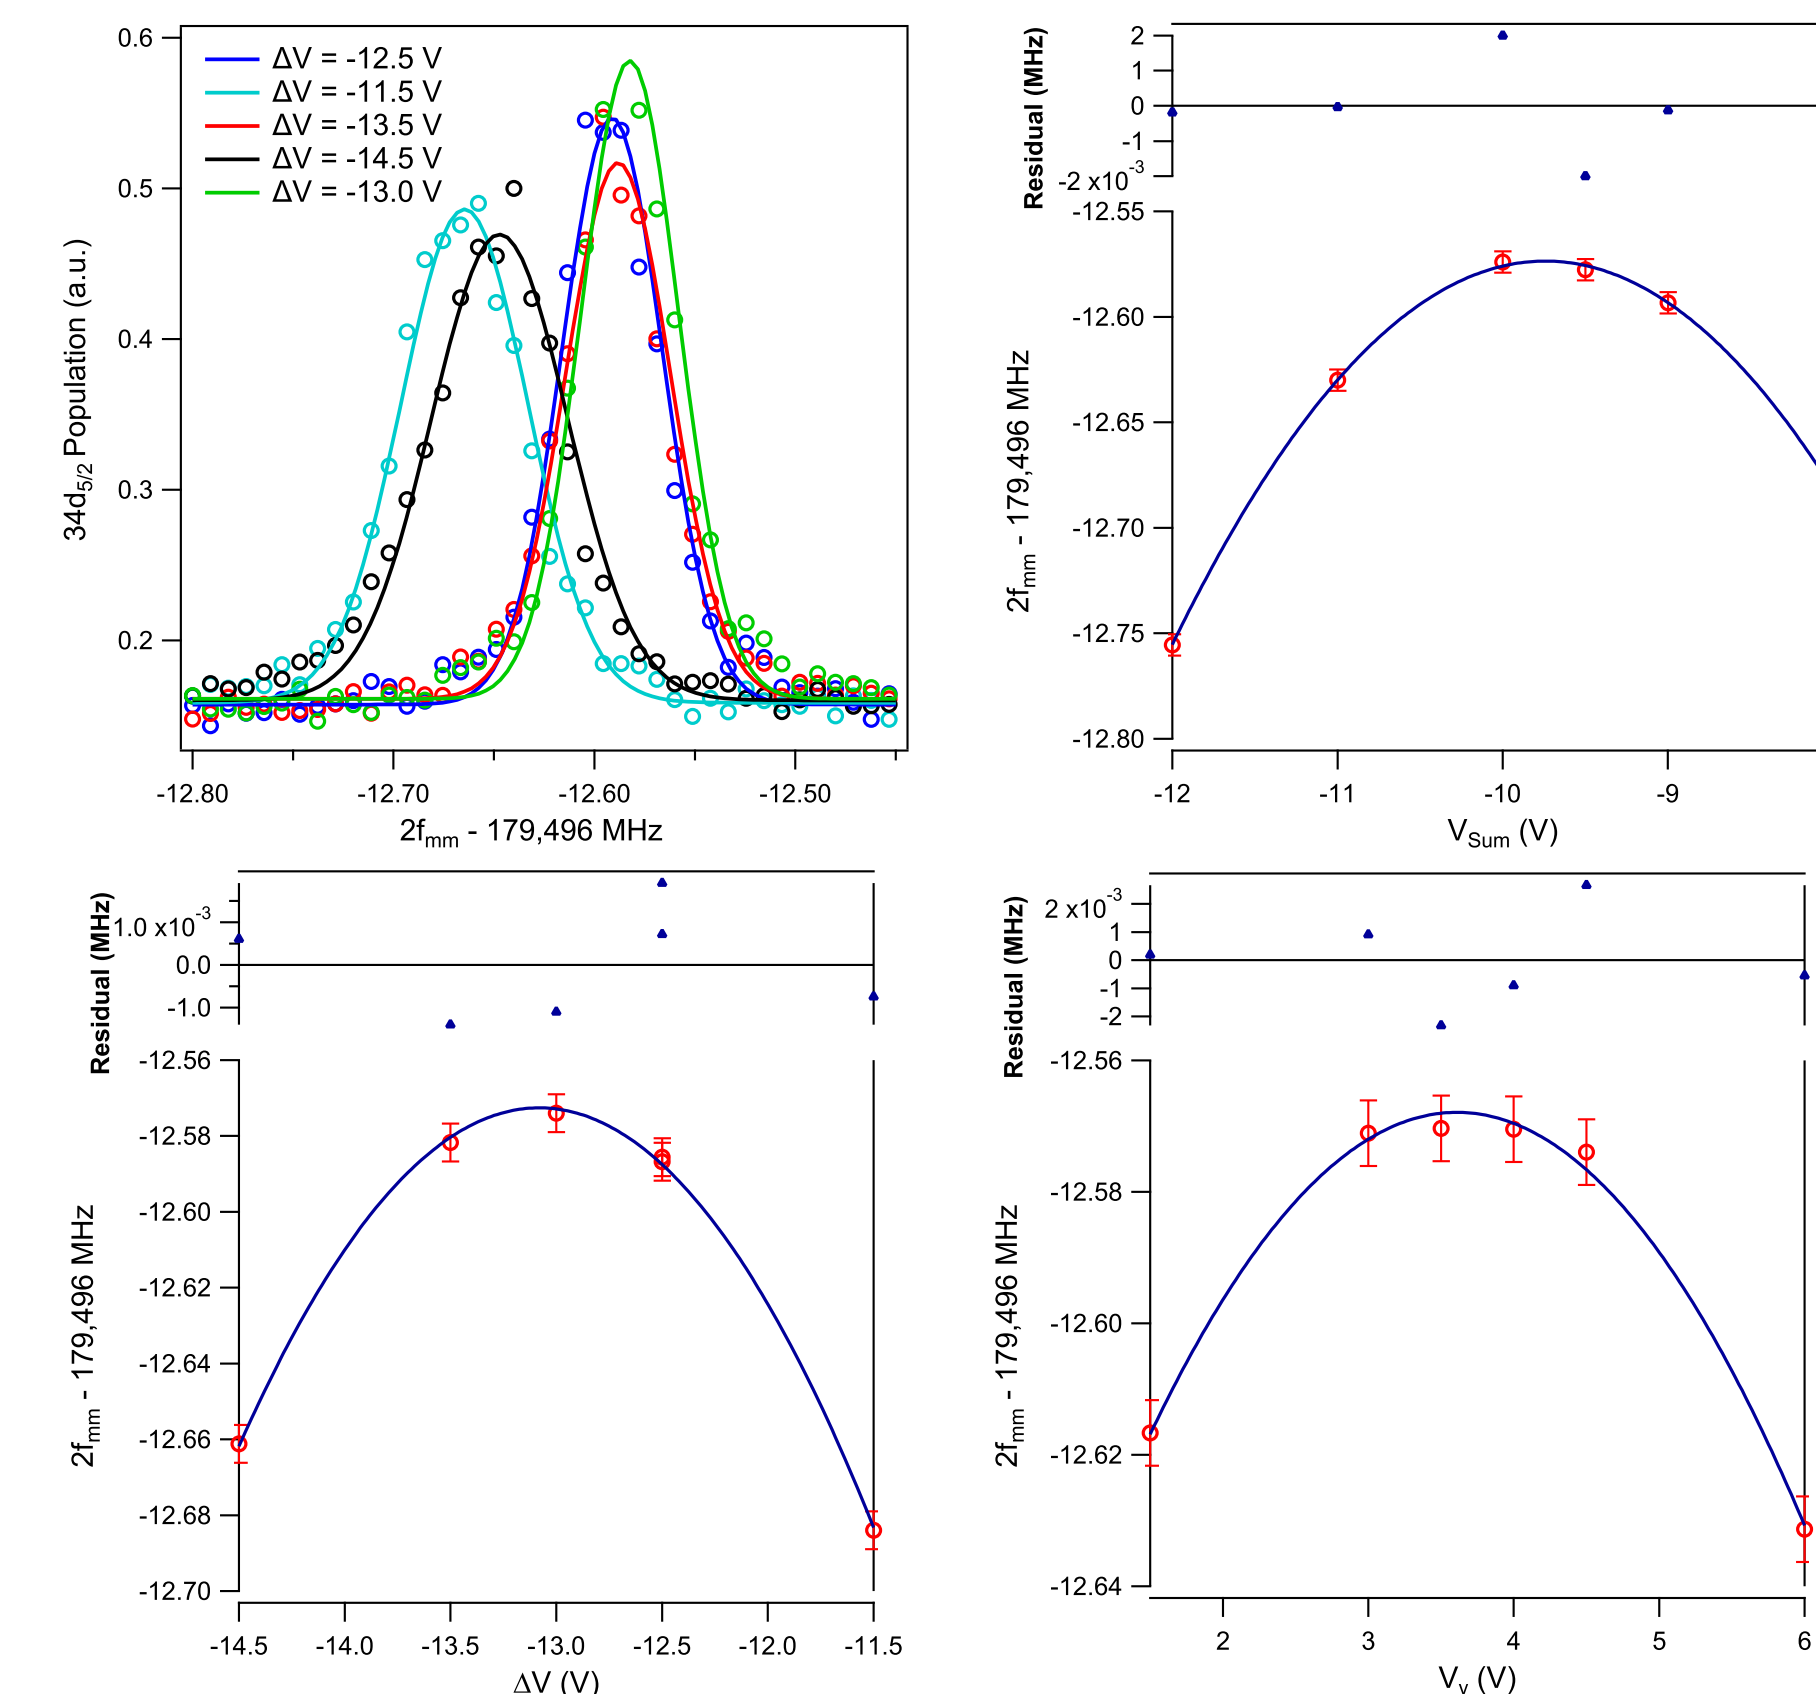 0.6
0.5
0.4
0.3
0.2
34d5/2 Population (a.u.)
ΔV = -12.5 V
ΔV = -11.5 V
ΔV = -13.5 V
ΔV = -14.5 V
ΔV = -13.0 V
-12.80
-12.70
-12.60
-12.50
2fmm - 179,496 MHz
Residual (MHz)
2
1
0
-1
-2 x10-3
-12.55
-12.60
-12.65
-12.70
-12.75
-12.80
2fmm - 179,496 MHz
-12
-11
-10
-9
VSum (V)
Residual (MHz)
1.0 x10-3
0.0
-1.0
-12.56
-12.58
-12.60
-12.62
-12.64
-12.66
-12.68
-12.70
2fmm - 179,496 MHz
-14.5
-14.0
-13.5
-13.0
-12.5
-12.0
-11.5
ΔV (V)
Residual (MHz)
2 x10-3
1
0
-1
-2
-12.56
-12.58
-12.60
-12.62
-12.64
2fmm - 179,496 MHz
2
3
4
5
6
Vy (V)